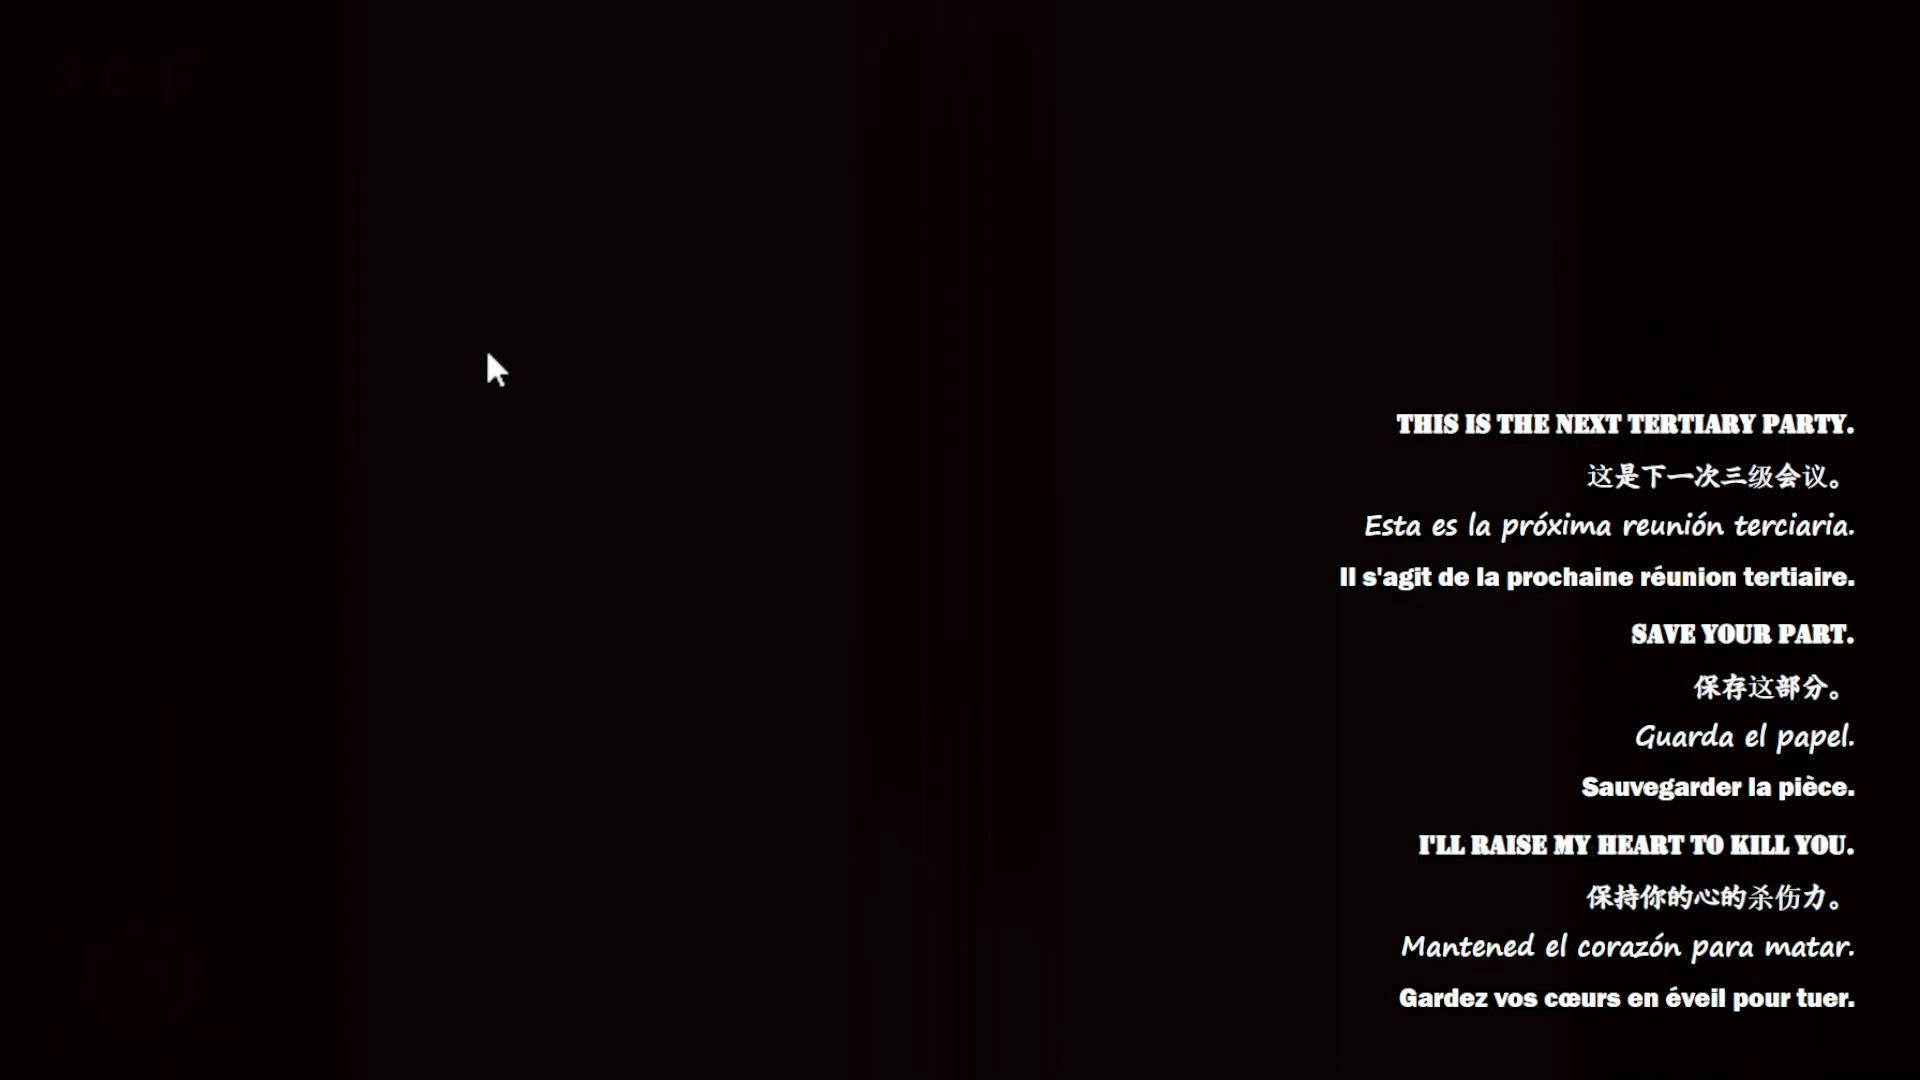 THIS IS THE NEXT TERTIARY PARTY.
这是下一次三级会议。
Esta es la próxima reunión terciaria.
Il s'agit de la prochaine réunion tertiaire.
SAVE YOUR PART.
保存这部分。
Guarda el papel.
Sauvegarder la pièce.
I'LL RAISE MY HEART TO KILL YOU.
保持你的心的杀伤力。
Mantened el corazón para matar.
Gardez vos cœurs en éveil pour tuer.